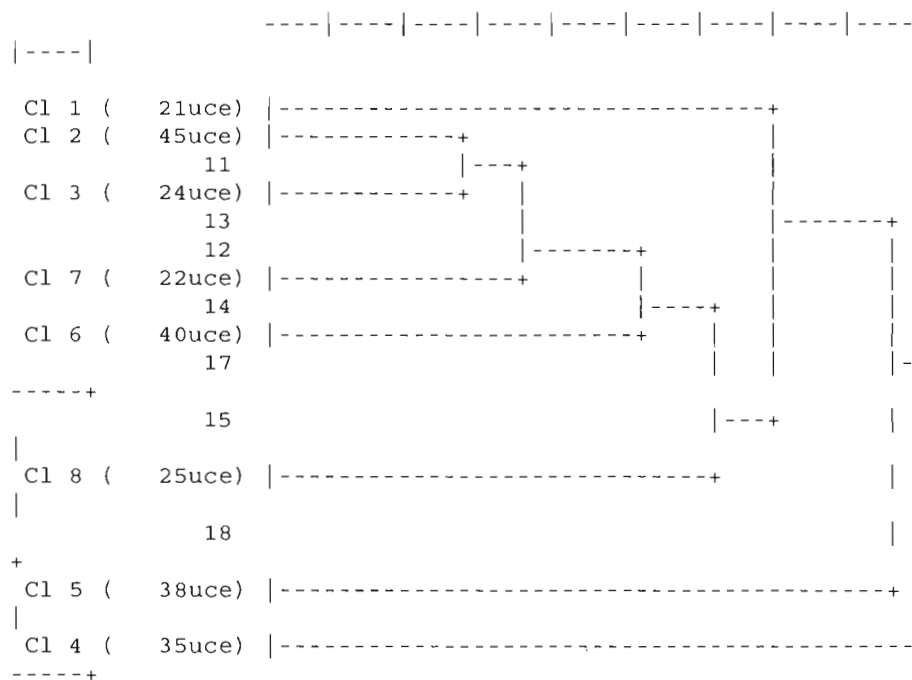 ----|----|----|----|----|----|----|----|----
|----|
Cl 1 ( 21uce) |---------------------------------+
Cl 2 ( 45uce) |------------+ |
11 |---+ |
Cl 3 ( 24uce) |------------+ | |
13 | |-------+
12 |-------+ | |
Cl 7 ( 22uce) |----------------+ | | |
14 |----+ | |
Cl 6 ( 40uce) |------------------------+ | | |
17 | | |-
-----+
15 |---+ |
|
Cl 8 ( 25uce) |-----------------------------+ |
|
18 |
+
Cl 5 ( 38uce) |-----------------------------------------+
|
Cl 4 ( 35uce) |------------------------------------------
-----+